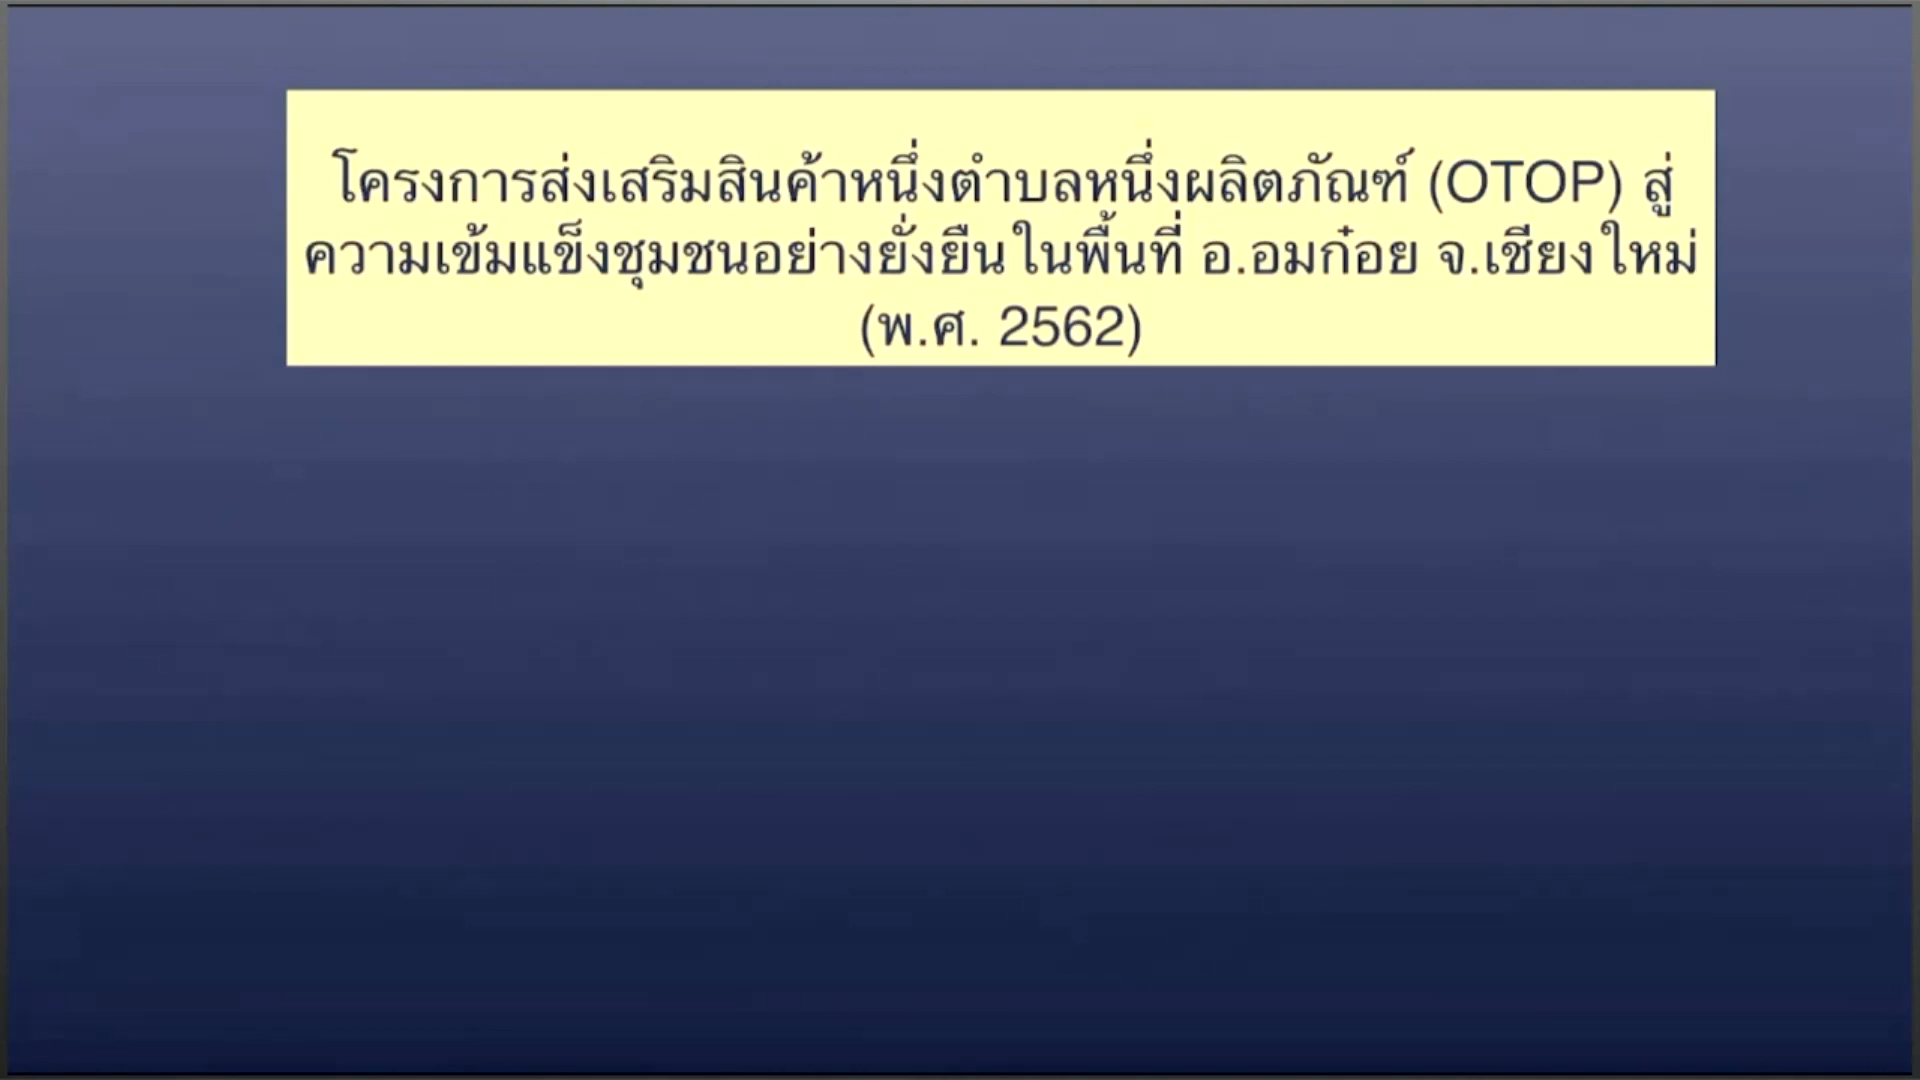 โครงการส่งเสริมสินค้าหนึ่งตำบลหนึ่งผลิตภัณฑ์ (OTOP) สู่
ความเข้มแข็งชุมชนอย่างยั่งยืนในพื้นที่ อ.อมก๋อย จ.เชียงใหม่
(พ.ศ. 2562)